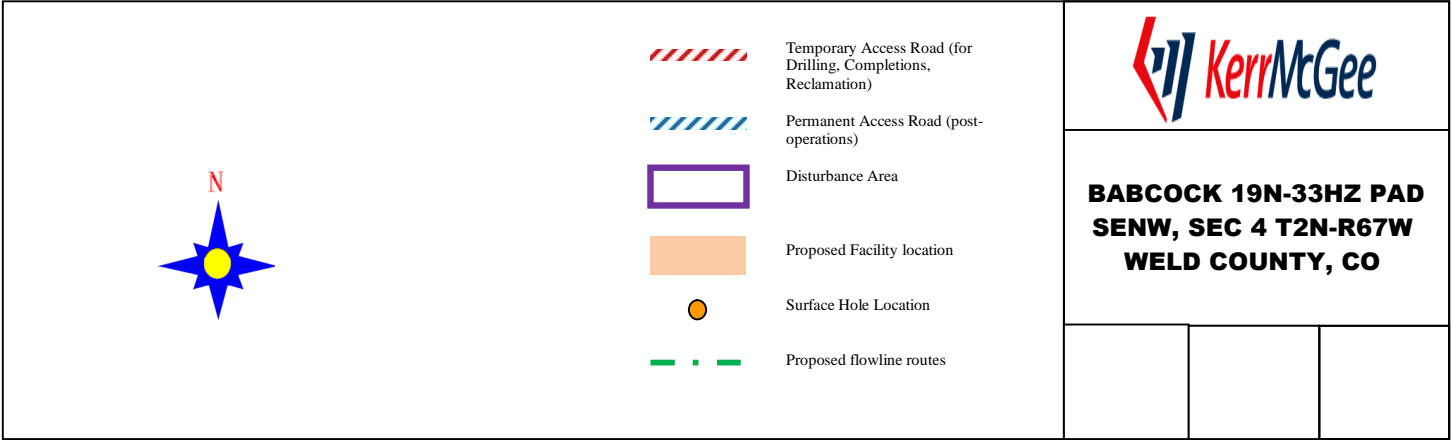 N
Temporary Access Road (for
Drilling, Completions,
Reclamation)
Permanent Access Road (post-
operations)
Disturbance Area
Proposed Facility location
Surface Hole Location
Proposed flowline routes
KerrMcGee
BABCOCK 19N-33HZ PAD
SENW, SEC 4 T2N-R67W
WELD COUNTY, CO